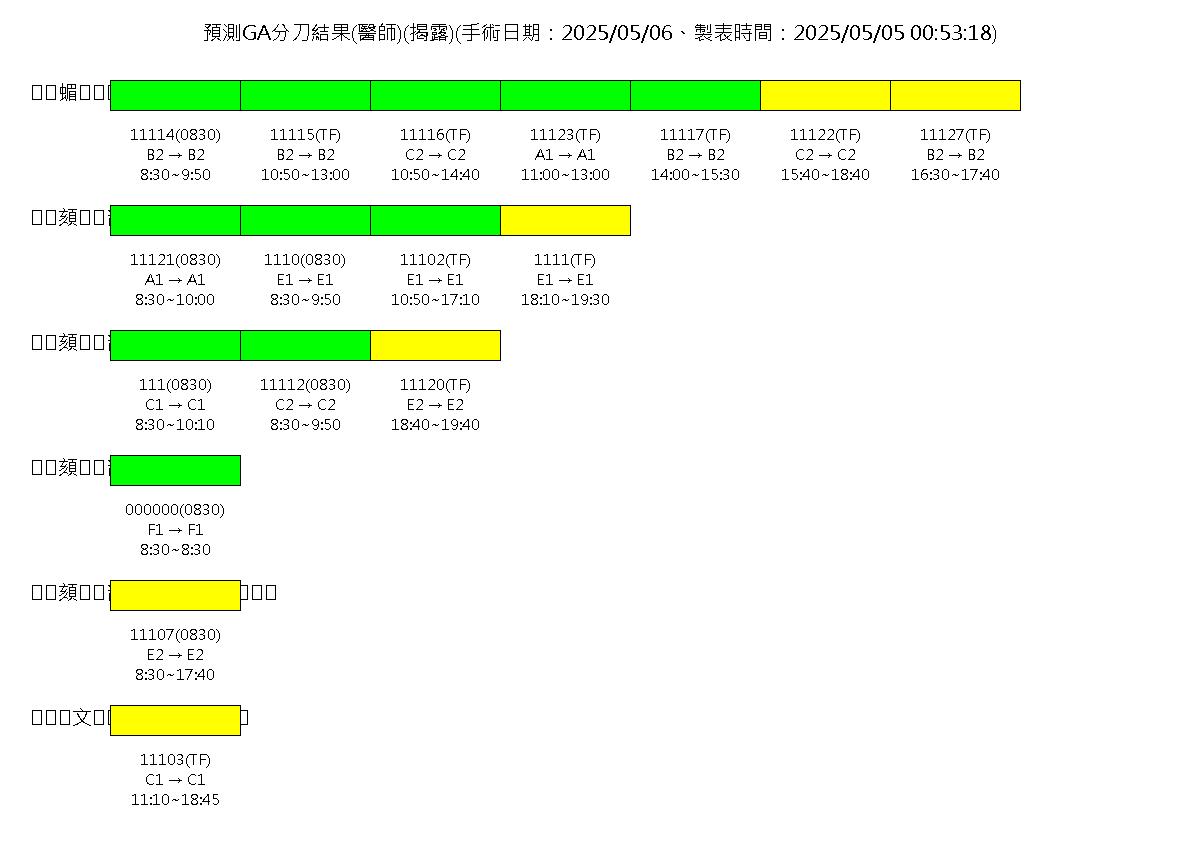 預測GA分刀結果(醫師)(揭露)(手術日期：2025/05/06、製表時間：2025/05/05 00:53:18)
媚
11114(0830) 11115(TF) 11116(TF) 11123(TF) 11117(TF) 11122(TF) 11127(TF)
B2 → B2 B2 → B2 C2 → C2 A1 → A1 B2 → B2 C2 → C2 B2 → B2
8:30~9:50 10:50~13:00 10:50~14:40 11:00~13:00 14:00~15:30 15:40~18:40 16:30~17:40
頦
11121(0830) 1110(0830) 11102(TF) 1111(TF)
A1 → A1 E1 → E1 E1 → E1 E1 → E1
8:30~10:00 8:30~9:50 10:50~17:10 18:10~19:30
頦
111(0830) 11112(0830) 11120(TF)
C1 → C1 C2 → C2 E2 → E2
8:30~10:10 8:30~9:50 18:40~19:40
頦
000000(0830)
F1 → F1
8:30~8:30
頦
11107(0830)
E2 → E2
8:30~17:40
文
11103(TF)
C1 → C1
11:10~18:45